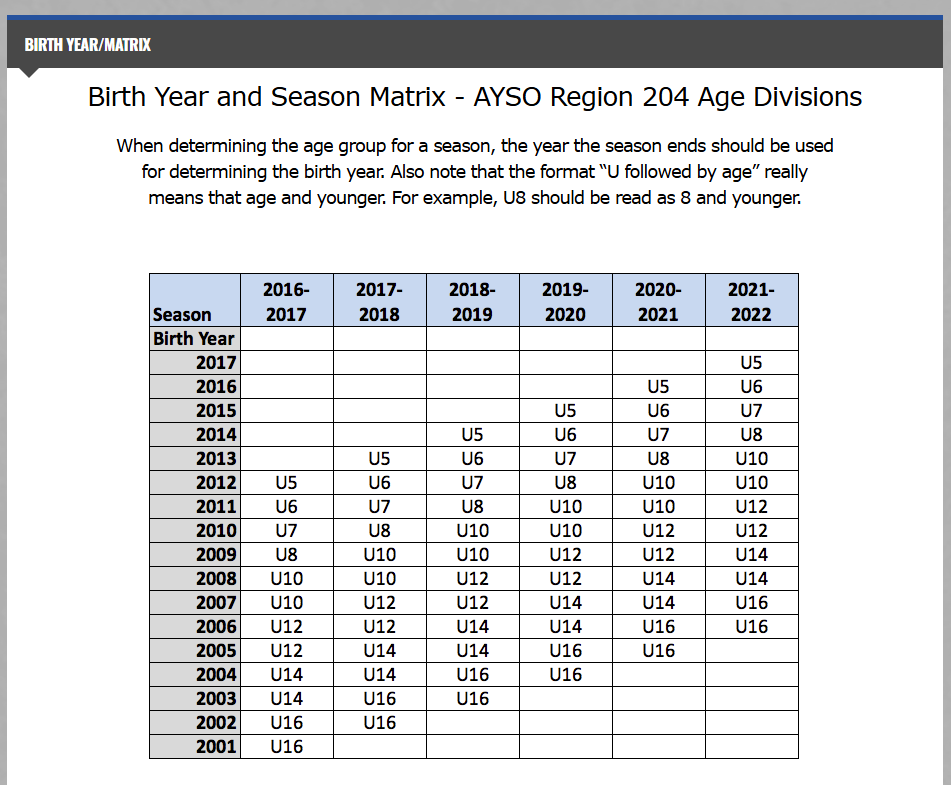 BIRTH YEAR/MATRIX
Birth Year and Season Matrix - AYSO Region 204 Age Divisions
When determining the age group for a season, the year the season ends should be used
for determining the birth year. Also note that the format “U followed by age” really
means that age and younger. For example, U8 should be read as 8 and younger.
Season 2016-2017 2017-2018 2018-2019 2019-2020 2020-2021 2021-2022
Birth Year
2017 U5
2016 U5 U6
2015 U5 U6 U7
2014 U5 U6 U7 U8
2013 U5 U6 U7 U8 U10
2012 U5 U6 U7 U8 U10 U10
2011 U6 U7 U8 U10 U10 U12
2010 U7 U8 U10 U10 U12 U12
2009 U8 U10 U10 U12 U12 U14
2008 U10 U10 U12 U12 U14 U14
2007 U10 U12 U12 U14 U14 U16
2006 U12 U12 U14 U14 U16 U16
2005 U12 U14 U14 U16 U16
2004 U14 U14 U16 U16
2003 U14 U16 U16
2002 U16 U16
2001 U16